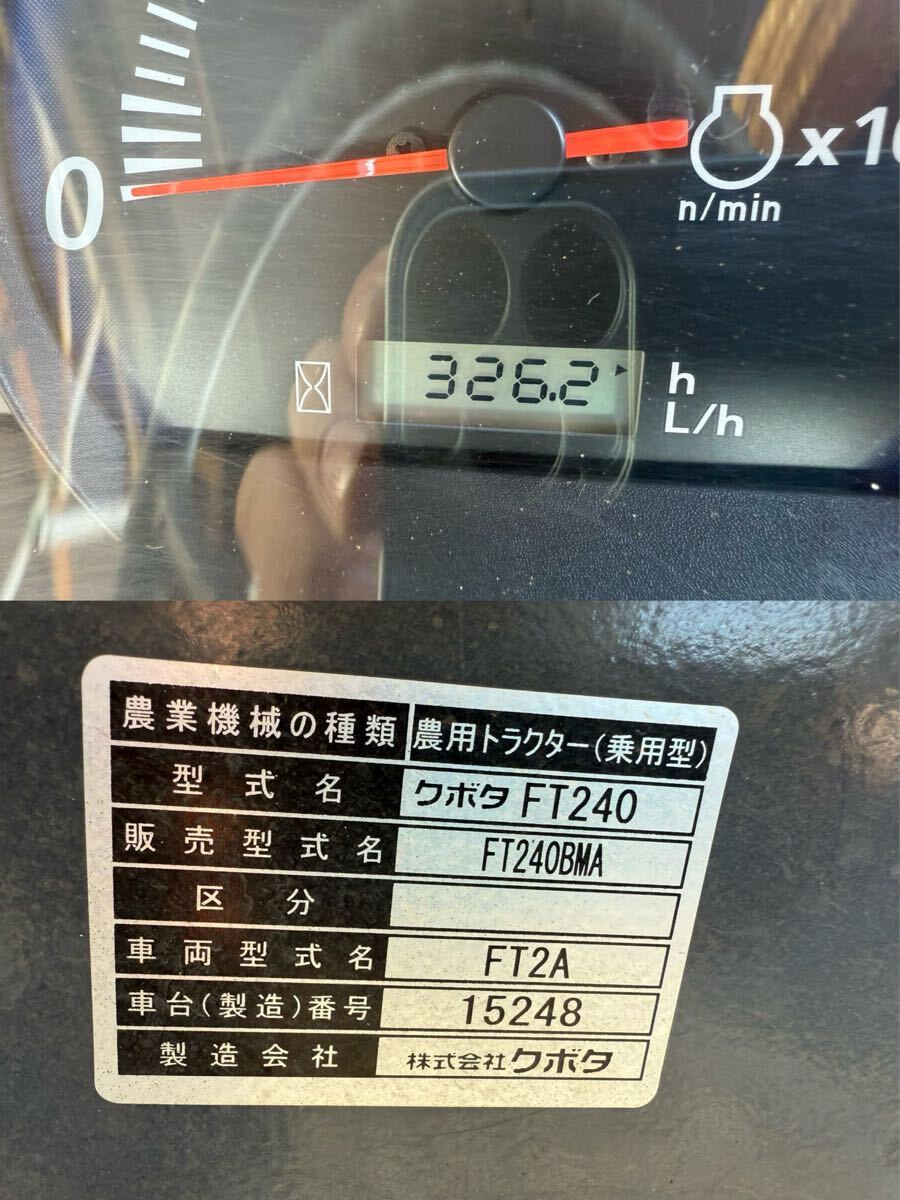 0
x10
n/min
326.2
h
L/h
農業機械の種類 農用トラクター(乗用型)
型式名 クボタ FT240
販売型式名 FT240BMA
区分
車両型式名 FT2A
車台(製造)番号 15248
製造会社 株式会社クボタ